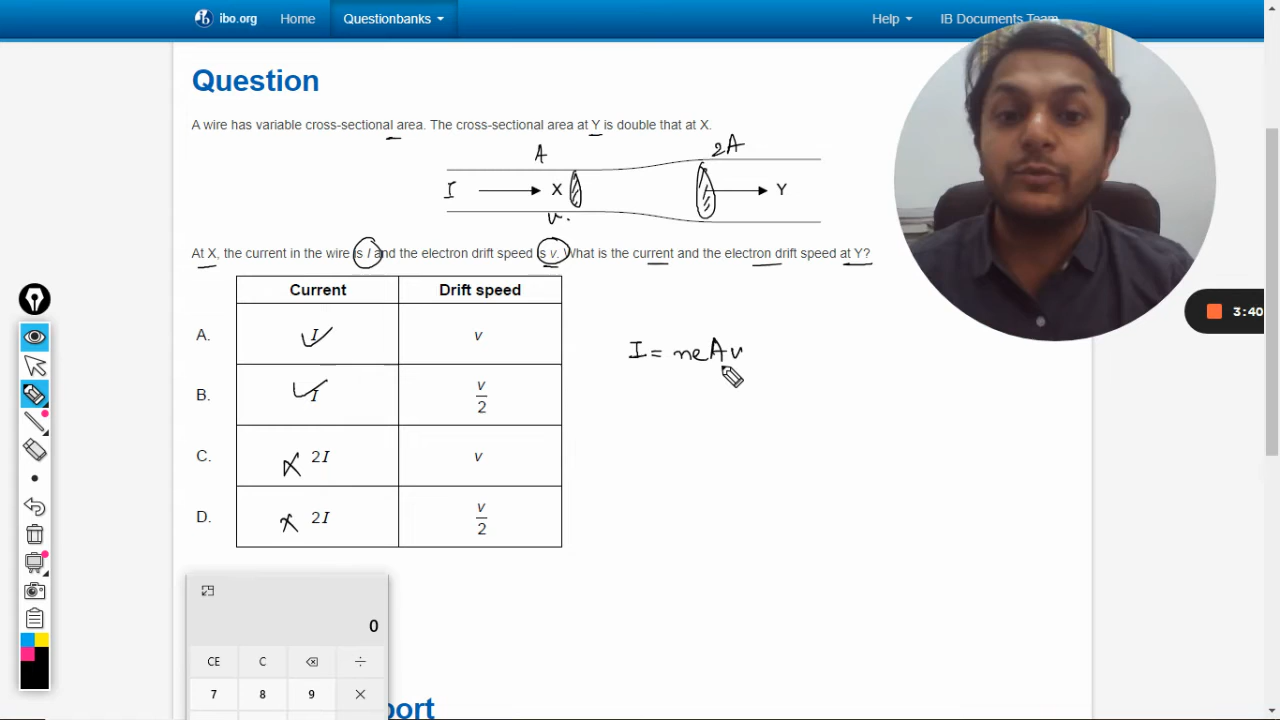 ibo.org Home Questionbanks Help IB Documents Team
Question
A wire has variable cross-sectional area. The cross-sectional area at Y is double that at X.
A 2A
I X Y
v.
At X, the current in the wire is I and the electron drift speed is v. What is the current and the electron drift speed at Y?
Current Drift speed
A. I v
B. I v/2
C. 2I v
D. 2I v/2
I = neAv
3:40
0
CE C ⌫ ÷
7 8 9 ×
port